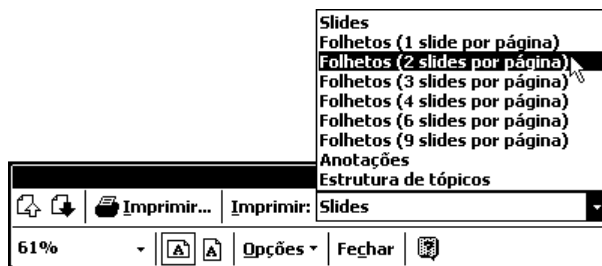 Slides
Folhetos (1 slide por página)
Folhetos (2 slides por página)
Folhetos (3 slides por página)
Folhetos (4 slides por página)
Folhetos (6 slides por página)
Folhetos (9 slides por página)
Anotações
Estrutura de tópicos
Imprimir... Imprimir: Slides
61% A A Opções Fechar